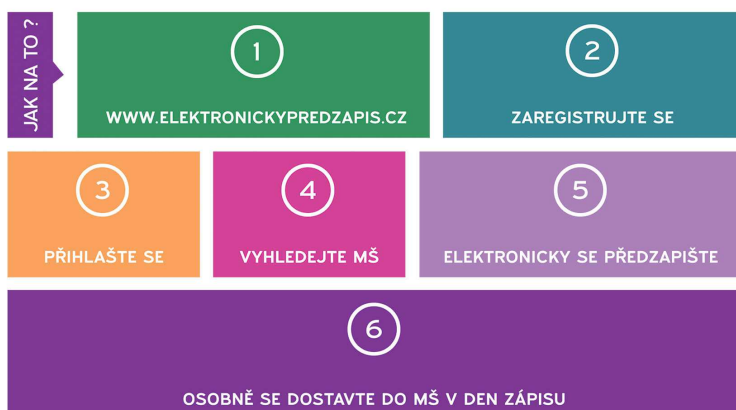 JAK NA TO ?
1
WWW.ELEKTRONICKYPREDZAPIS.CZ
2
ZAREGISTRUJTE SE
3
PŘIHLAŠTE SE
4
VYHLEDEJTE MŠ
5
ELEKTRONICKY SE PŘEDZAPIŠTE
6
OSOBNĚ SE DOSTAVTE DO MŠ V DEN ZÁPISU